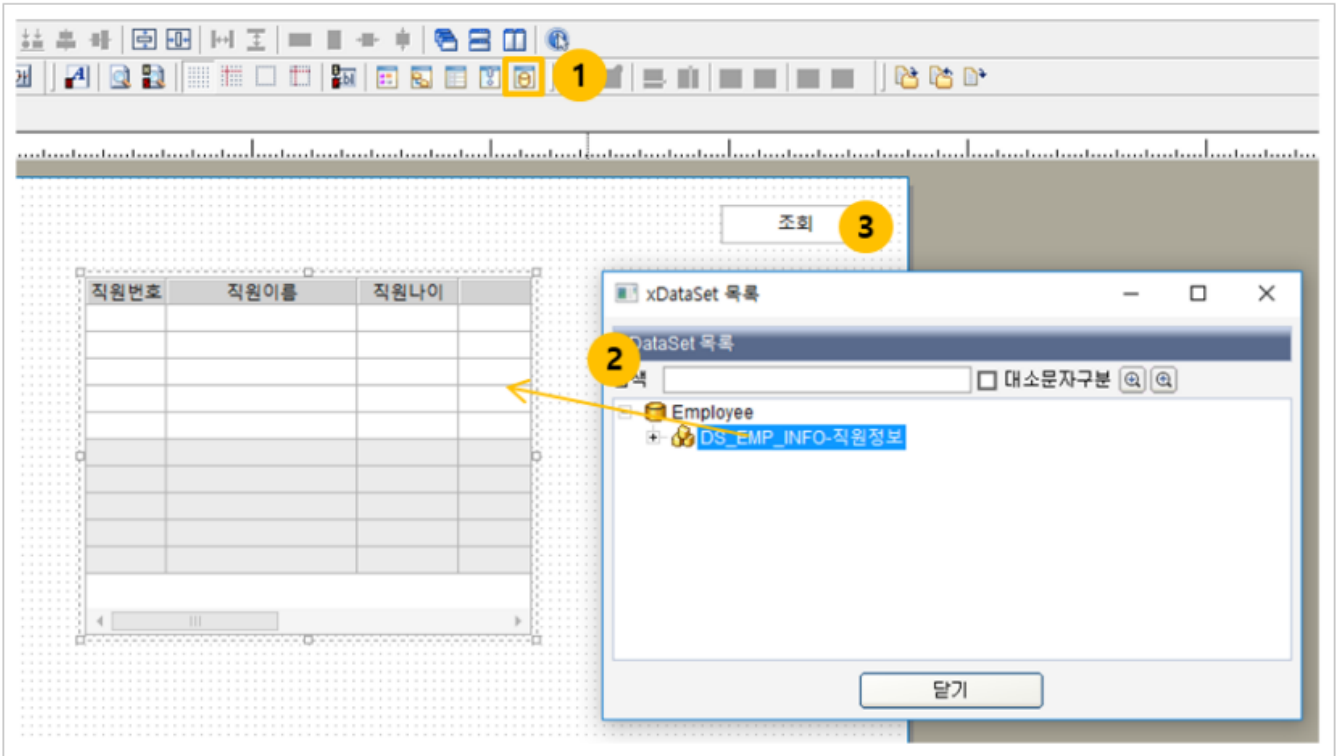 1
조회
3
직원번호 직원이름 직원나이
xDataSet 목록
DataSet 목록
2
색
대소문자구분
Employee
DS_EMP_INFO-직원정보
닫기